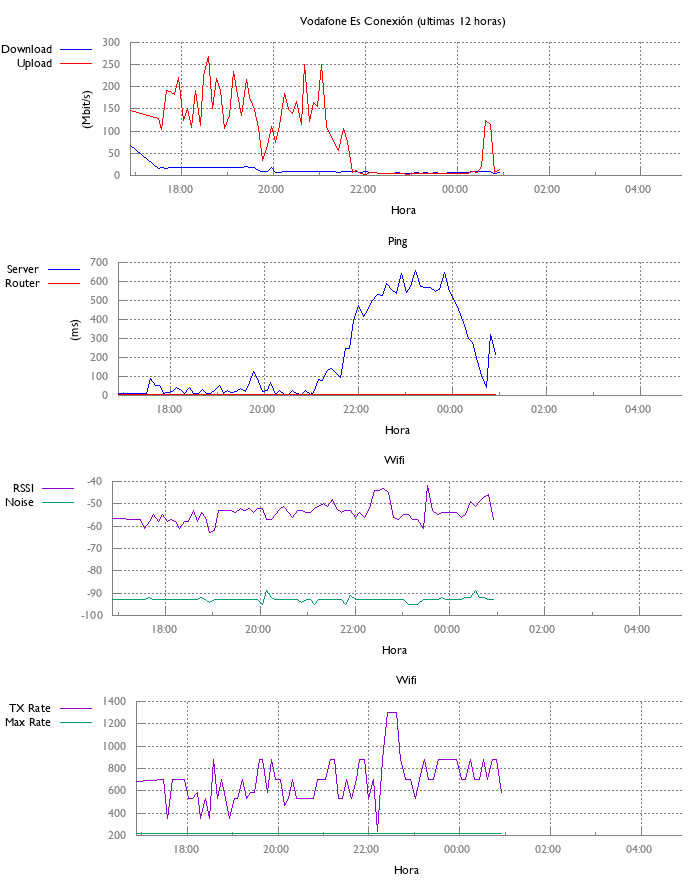 Vodafone Es Conexión (ultimas 12 horas)
Download
Upload
300
250
200
150
100
50
0
(Mbit/s)
18:00 20:00 22:00 00:00 02:00 04:00
Hora
Ping
Server
Router
700
600
500
400
300
200
100
0
(ms)
18:00 20:00 22:00 00:00 02:00 04:00
Hora
Wifi
RSSI
Noise
-40
-50
-60
-70
-80
-90
-100
18:00 20:00 22:00 00:00 02:00 04:00
Hora
Wifi
TX Rate
Max Rate
1400
1200
1000
800
600
400
200
18:00 20:00 22:00 00:00 02:00 04:00
Hora